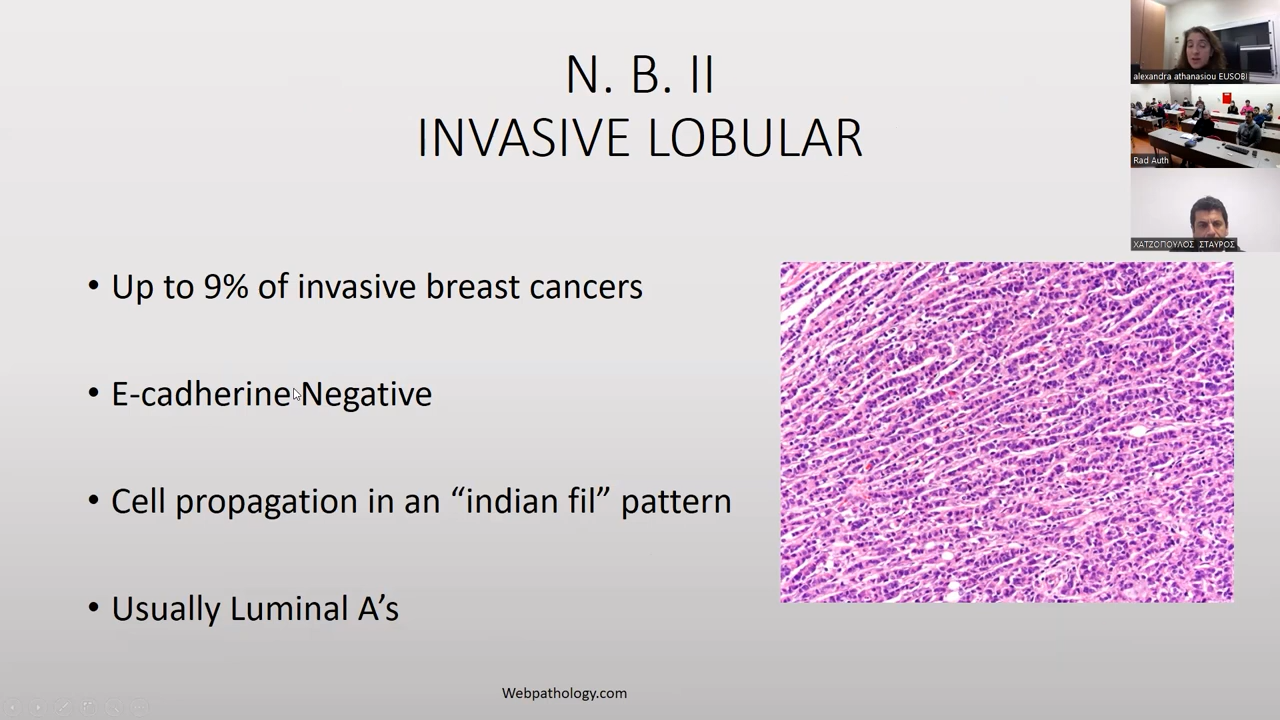 N. B. II
INVASIVE LOBULAR
• Up to 9% of invasive breast cancers
• E-cadherine Negative
• Cell propagation in an “indian fil” pattern
• Usually Luminal A’s
Webpathology.com
alexandra athanasiou EUSOBI
Rad Auth
ΧΑΤΖΟΠΟΥΛΟΣ ΣΤΑΥΡΟΣ